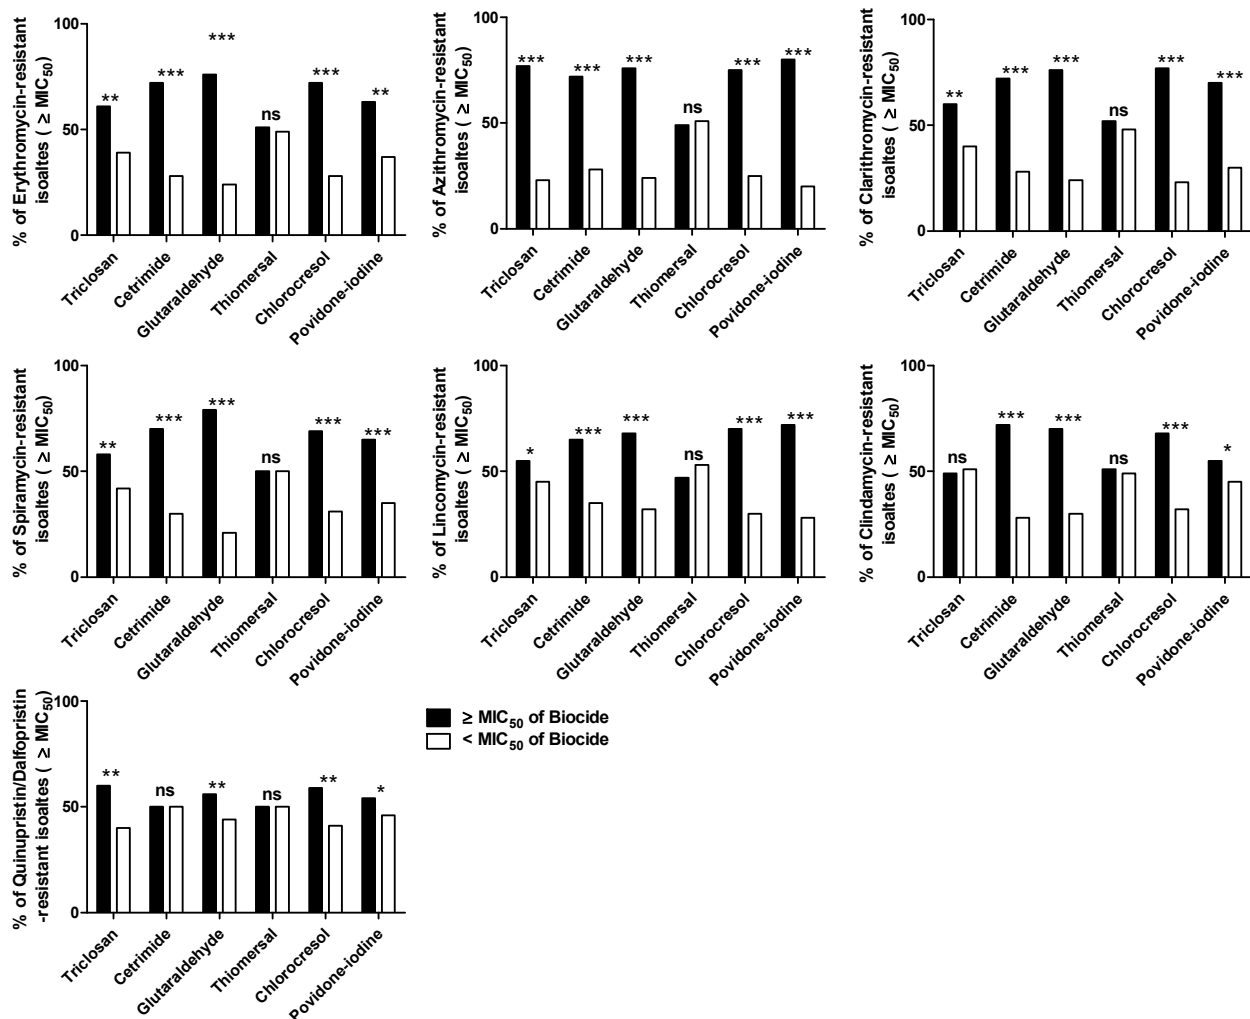 % of Erythromycin-resistant
isoaltes ( ≥ MIC50)
100
50
0
**
***
***
ns
***
**
Triclosan
Cetrimide
Glutaraldehyde
Thiomersal
Chlorocresol
Povidone-iodine
% of Azithromycin-resistant
isoaltes ( ≥ MIC50)
100
50
0
***
***
***
ns
***
***
Triclosan
Cetrimide
Glutaraldehyde
Thiomersal
Chlorocresol
Povidone-iodine
% of Clarithromycin-resistant
isoaltes ( ≥ MIC50)
100
50
0
**
***
***
ns
***
***
Triclosan
Cetrimide
Glutaraldehyde
Thiomersal
Chlorocresol
Povidone-iodine
% of Spiramycin-resistant
isoaltes ( ≥ MIC50)
100
50
0
**
***
***
ns
***
***
Triclosan
Cetrimide
Glutaraldehyde
Thiomersal
Chlorocresol
Povidone-iodine
% of Lincomycin-resistant
isoaltes ( ≥ MIC50)
100
50
0
*
***
***
ns
***
***
Triclosan
Cetrimide
Glutaraldehyde
Thiomersal
Chlorocresol
Povidone-iodine
% of Clindamycin-resistant
isoaltes ( ≥ MIC50)
100
50
0
ns
***
***
ns
***
*
Triclosan
Cetrimide
Glutaraldehyde
Thiomersal
Chlorocresol
Povidone-iodine
% of Quinupristin/Dalfopristin
-resistant isoaltes ( ≥ MIC50)
100
50
0
**
ns
**
ns
**
*
Triclosan
Cetrimide
Glutaraldehyde
Thiomersal
Chlorocresol
Povidone-iodine
≥ MIC50 of Biocide
< MIC50 of Biocide